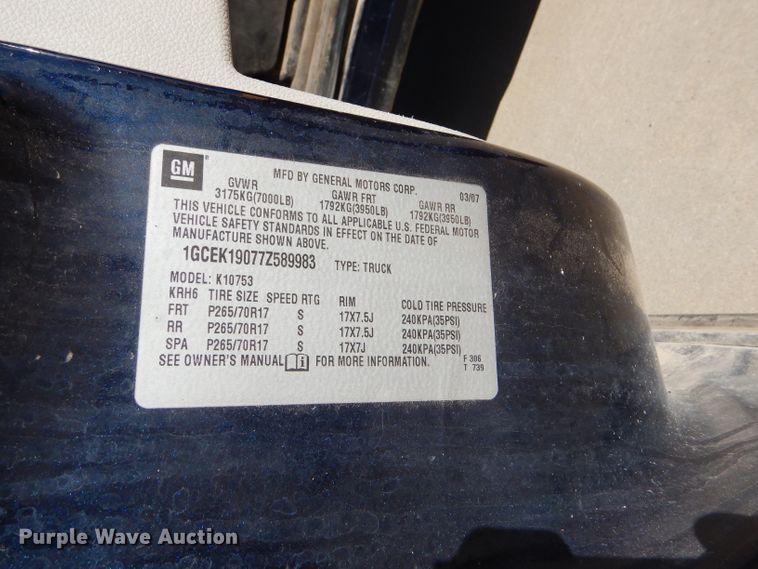 GM
MFD BY GENERAL MOTORS CORP.
03/07
GVWR GAWR FRT GAWR RR
3175KG(7000LB) 1792KG(3950LB) 1792KG(3950LB)
THIS VEHICLE CONFORMS TO ALL APPLICABLE U.S. FEDERAL MOTOR
VEHICLE SAFETY STANDARDS IN EFFECT ON THE DATE OF
MANUFACTURE SHOWN ABOVE.
1GCEK19077Z589983 TYPE: TRUCK
MODEL: K10753
KRH6 TIRE SIZE SPEED RTG RIM COLD TIRE PRESSURE
FRT P265/70R17 S 17X7.5J 240KPA(35PSI)
RR P265/70R17 S 17X7.5J 240KPA(35PSI)
SPA P265/70R17 S 17X7J 240KPA(35PSI)
SEE OWNER'S MANUAL FOR MORE INFORMATION.
F 306
T 739
Purple Wave Auction®